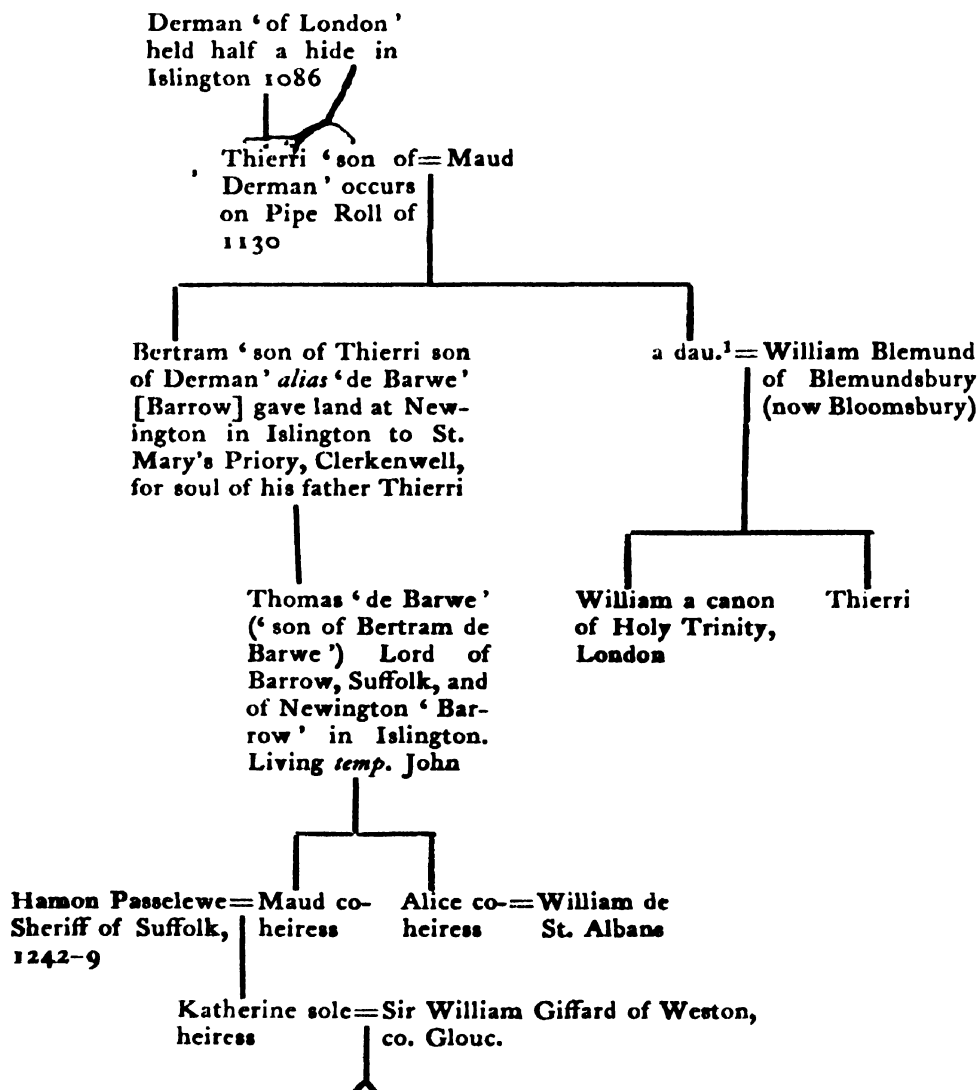 Derman ‘ of London ’
held half a hide in
Islington 1086
Thierri ‘ son of = Maud
Derman ’ occurs
on Pipe Roll of
1130
Bertram ‘ son of Thierri son
of Derman ’ alias ‘ de Barwe ’
[Barrow] gave land at New-
ington in Islington to St.
Mary's Priory, Clerkenwell,
for soul of his father Thierri
a dau.¹ = William Blemund
of Blemundsbury
(now Bloomsbury)
Thomas ‘ de Barwe ’
(‘ son of Bertram de
Barwe ’) Lord of
Barrow, Suffolk, and
of Newington ‘ Bar-
row ’ in Islington.
Living temp. John
William a canon
of Holy Trinity,
London
Thierri
Hamon Passelewe = Maud co-
Sheriff of Suffolk, heiress
1242-9
Alice co- = William de
heiress St. Albans
Katherine sole = Sir William Giffard of Weston,
heiress co. Glouc.